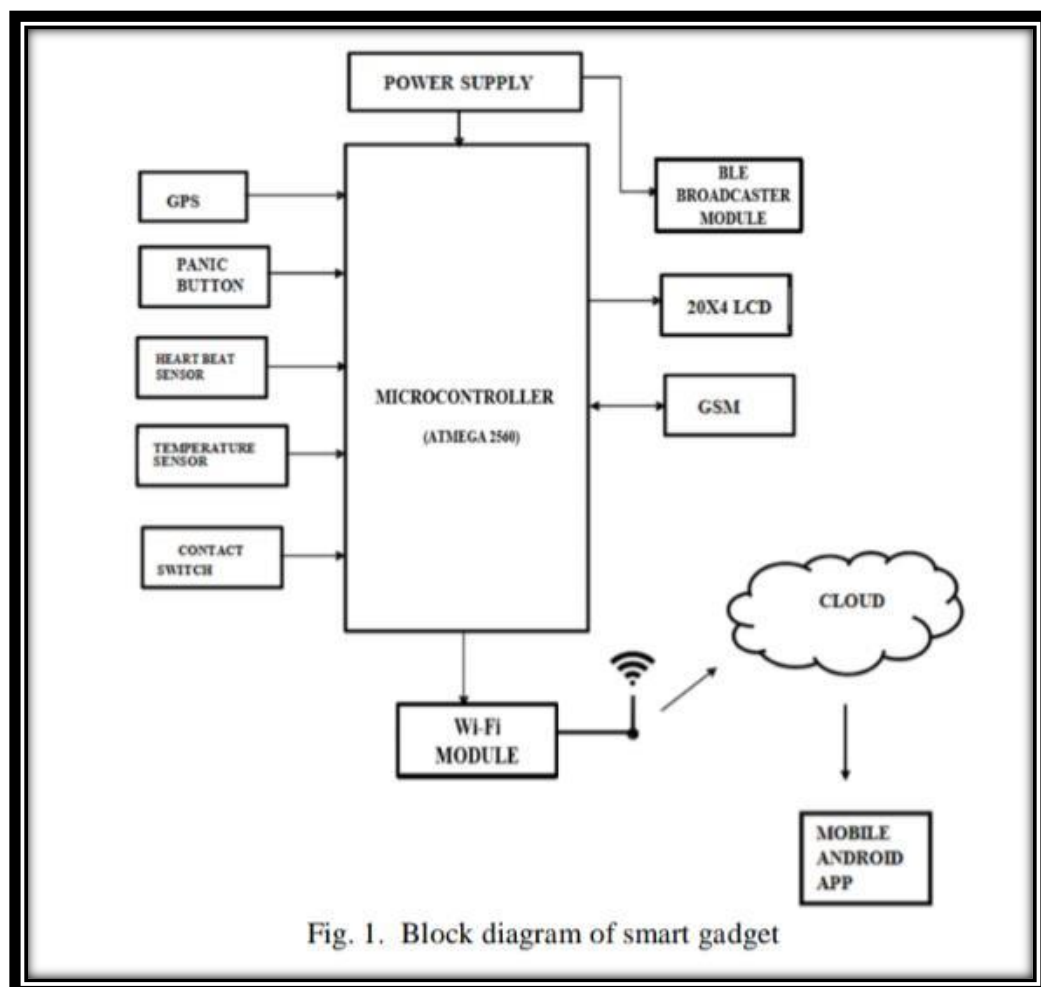 POWER SUPPLY
BLE
BROADCASTER
MODULE
GPS
PANIC
BUTTON
20X4 LCD
HEART BEAT
SENSOR
MICROCONTROLLER
(ATMEGA 2560)
GSM
TEMPERATURE
SENSOR
CONTACT
SWITCH
CLOUD
Wi-Fi
MODULE
MOBILE
ANDROID
APP
Fig. 1. Block diagram of smart gadget